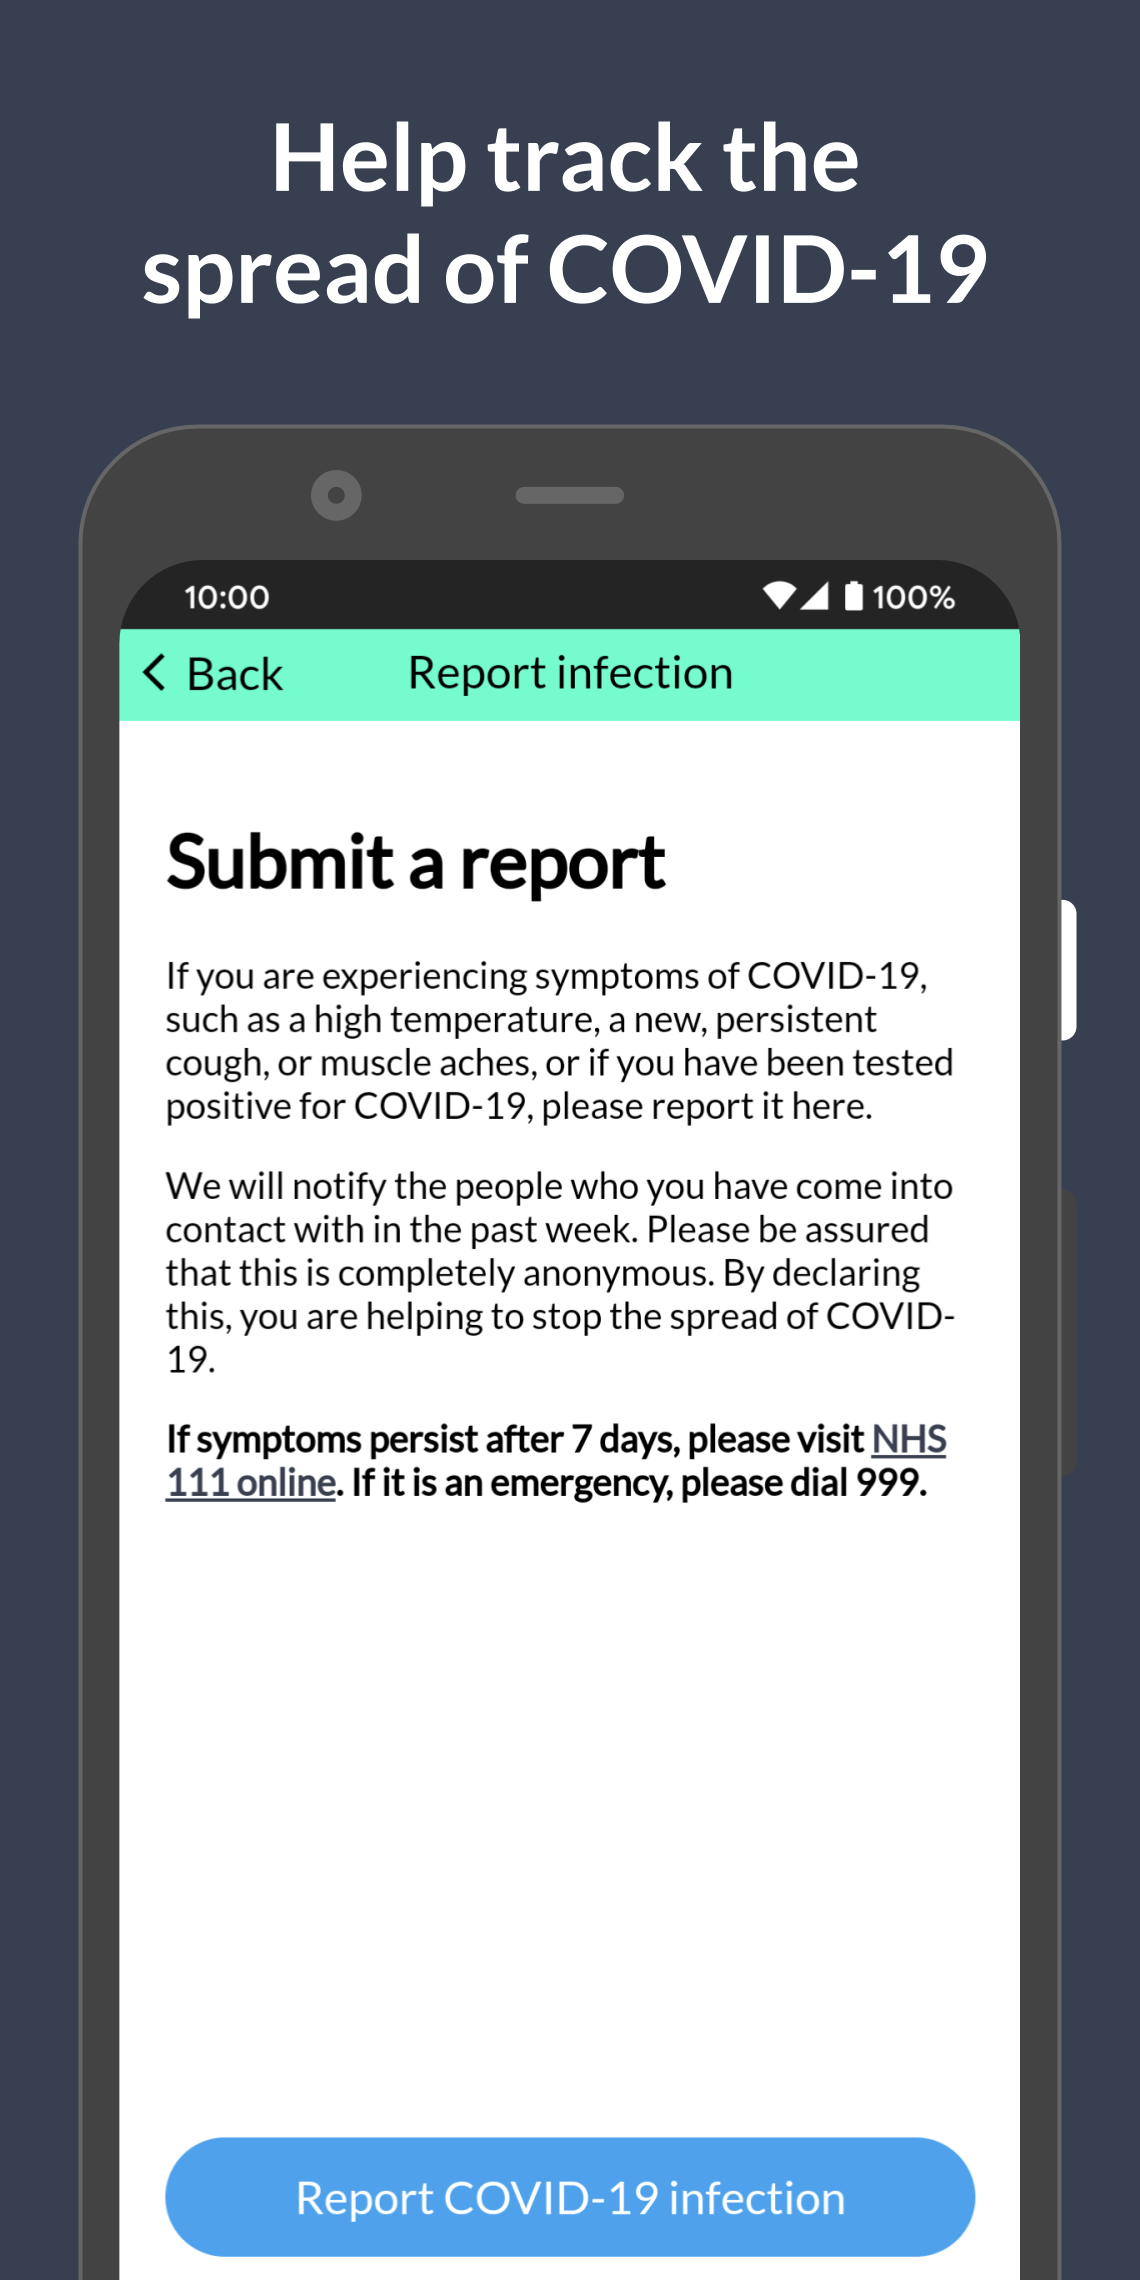 Help track the
spread of COVID-19
10:00 100%
Back Report infection
Submit a report
If you are experiencing symptoms of COVID-19,
such as a high temperature, a new, persistent
cough, or muscle aches, or if you have been tested
positive for COVID-19, please report it here.
We will notify the people who you have come into
contact with in the past week. Please be assured
that this is completely anonymous. By declaring
this, you are helping to stop the spread of COVID-
19.
If symptoms persist after 7 days, please visit NHS
111 online. If it is an emergency, please dial 999.
Report COVID-19 infection